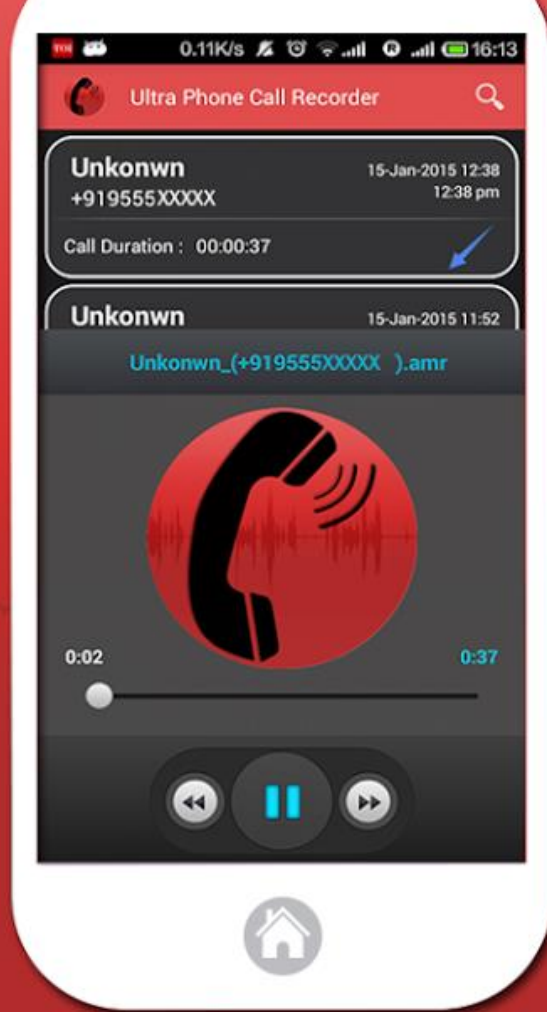 TOI 0.11K/s R 16:13
Ultra Phone Call Recorder
Unkonwn 15-Jan-2015 12:38
+919555XXXXX 12:38 pm
Call Duration : 00:00:37
Unkonwn 15-Jan-2015 11:52
Unkonwn_(+919555XXXXX ).amr
0:02 0:37